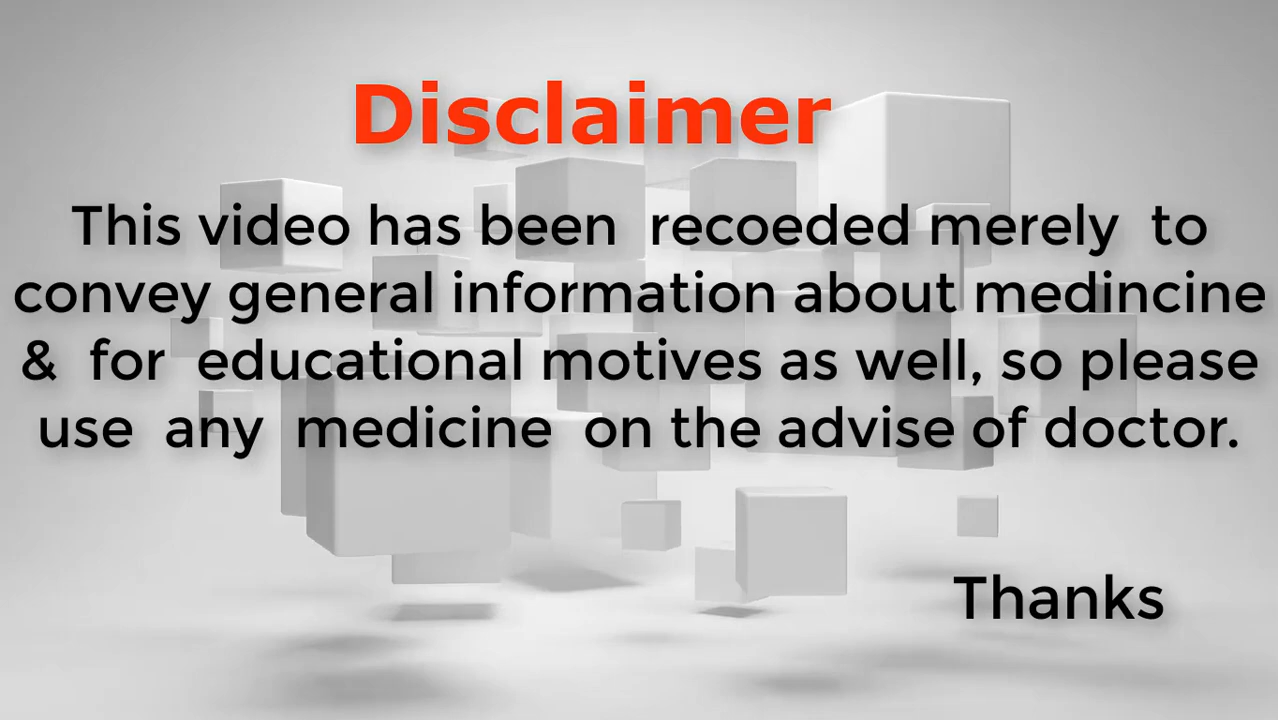 Disclaimer
This video has been recoeded merely to
convey general information about medincine
& for educational motives as well, so please
use any medicine on the advise of doctor.
Thanks